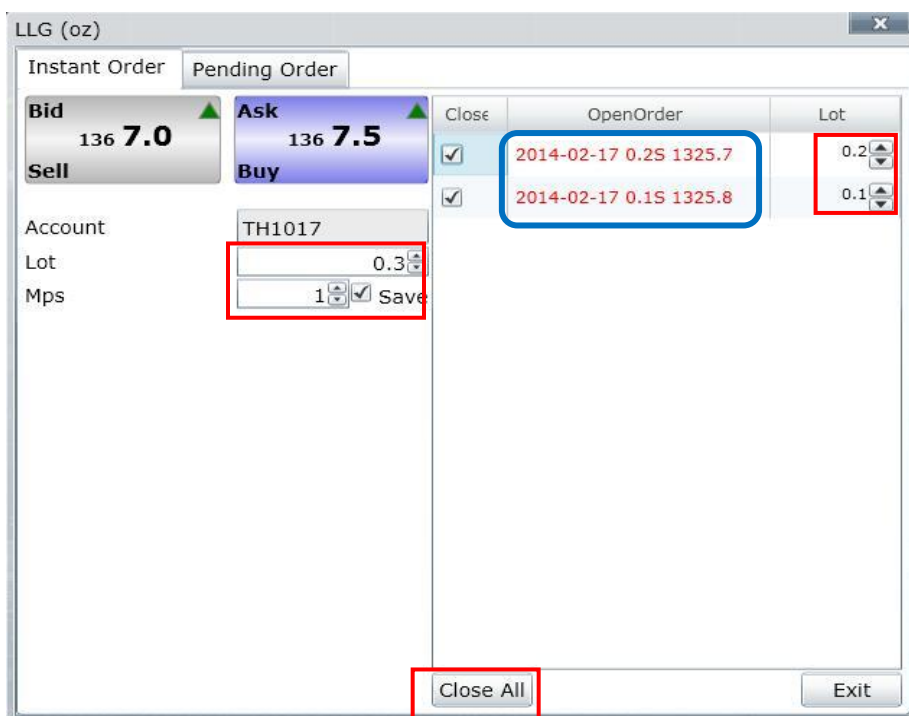 LLG (oz)
x
Instant Order Pending Order
Bid
136 7.0
Sell
Ask
136 7.5
Buy
Account TH1017
Lot 0.3
Mps 1 Save
Close OpenOrder Lot
2014-02-17 0.2S 1325.7 0.2
2014-02-17 0.1S 1325.8 0.1
Close All Exit